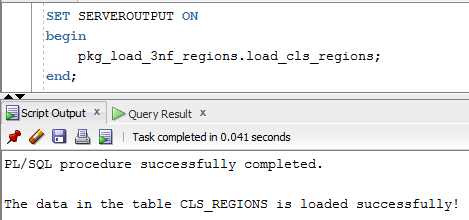 SET SERVEROUTPUT ON
begin
pkg_load_3nf_regions.load_cls_regions;
end;
Script Output x Query Result x
Task completed in 0.041 seconds
PL/SQL procedure successfully completed.
The data in the table CLS_REGIONS is loaded successfully!